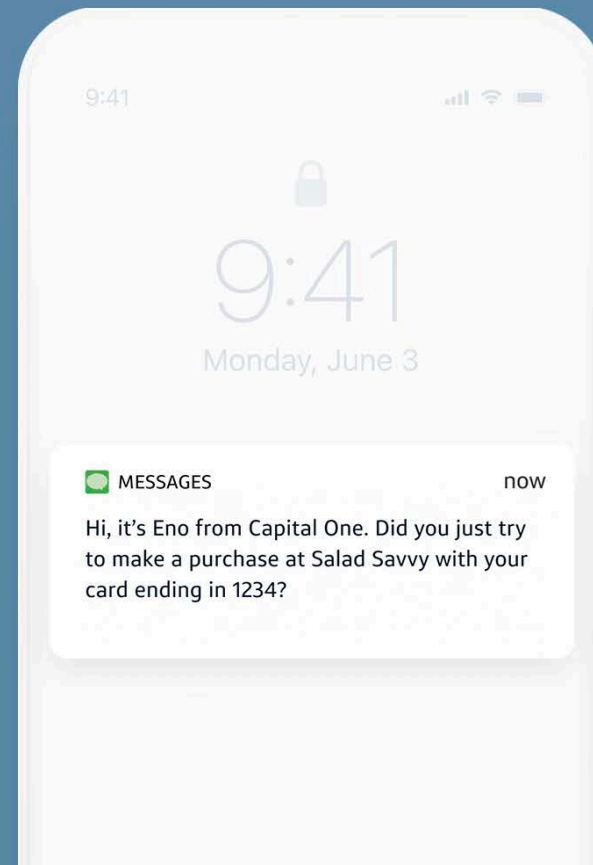 9:41
9:41
Monday, June 3
MESSAGES now
Hi, it’s Eno from Capital One. Did you just try
to make a purchase at Salad Savvy with your
card ending in 1234?